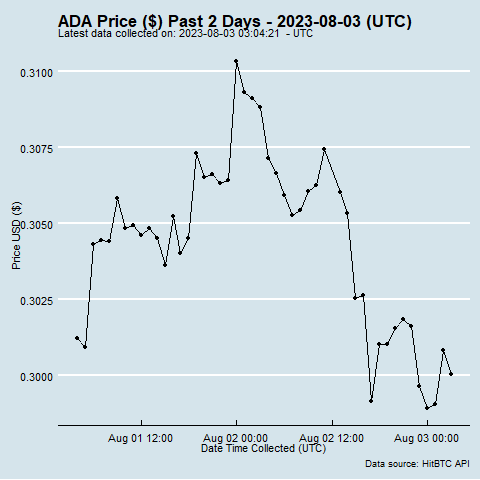 ADA Price ($) Past 2 Days - 2023-08-03 (UTC)
Latest data collected on: 2023-08-03 03:04:21 - UTC
0.3100
0.3075
0.3050
0.3025
0.3000
Price USD ($)
Aug 01 12:00
Aug 02 00:00
Aug 02 12:00
Aug 03 00:00
Date Time Collected (UTC)
Data source: HitBTC API